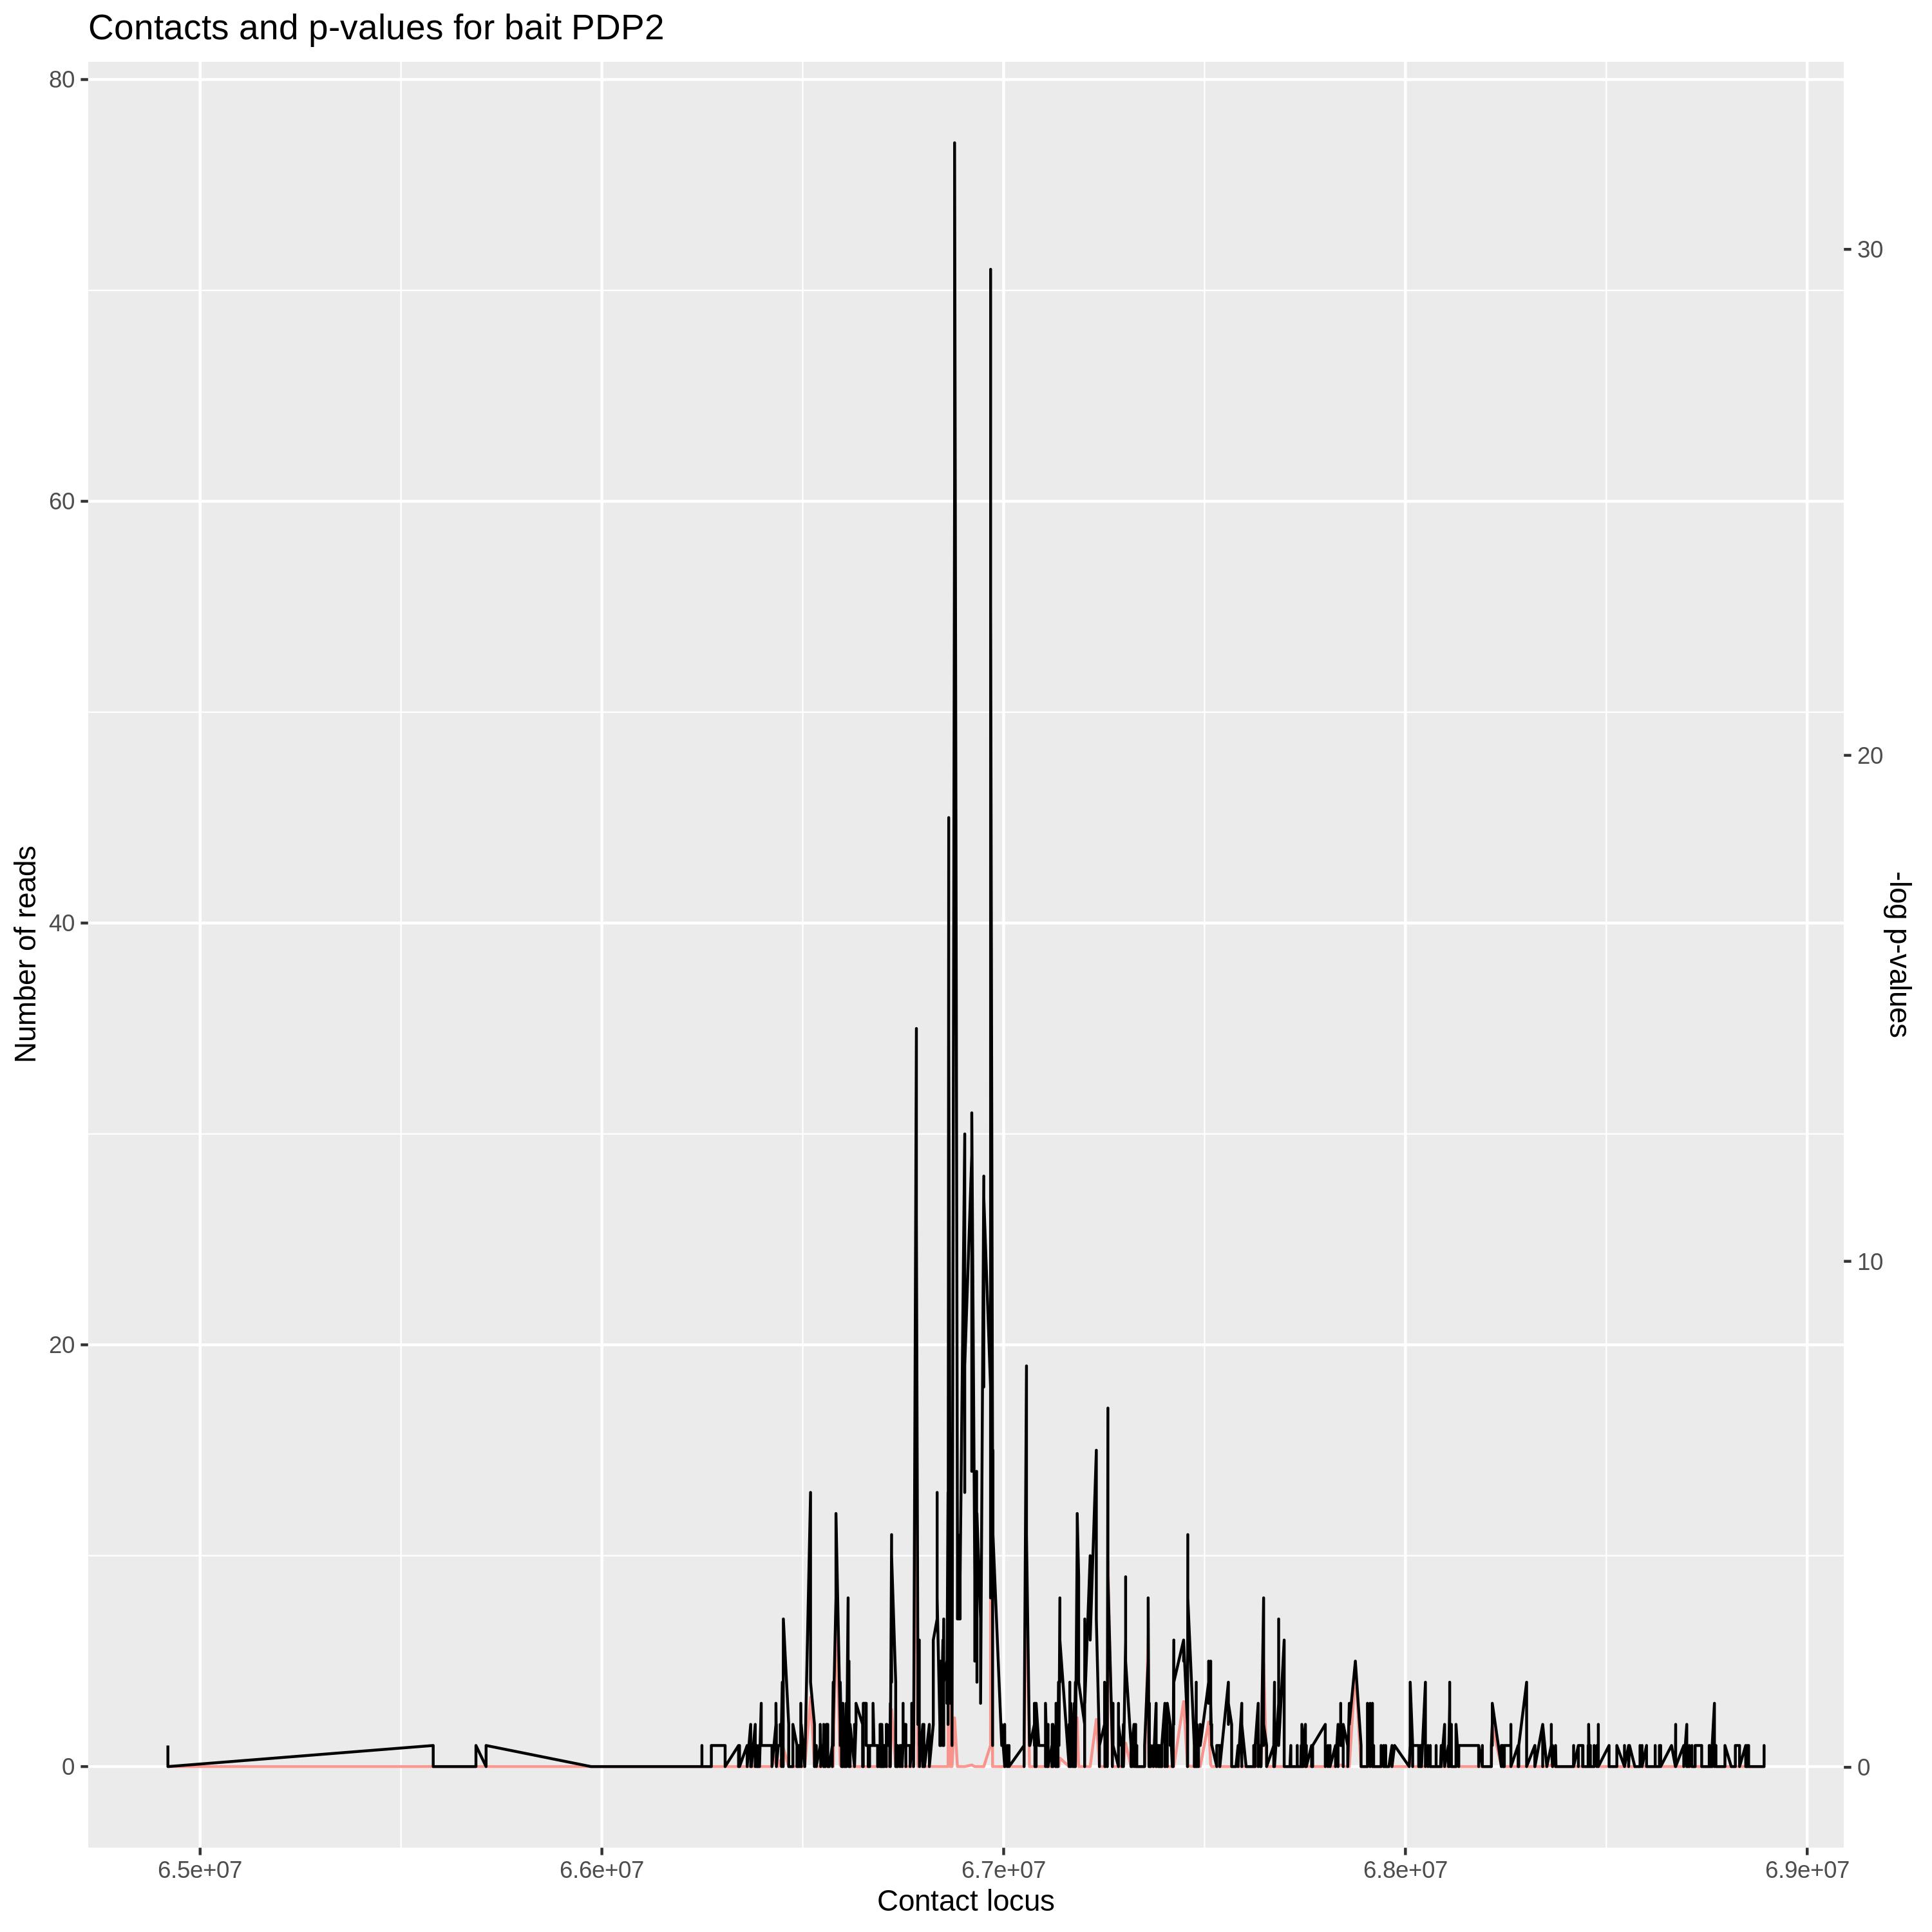 Contacts and p-values for bait PDP2
80
60
40
20
0
Number of reads
30
20
10
0
-log p-values
6.5e+07
6.6e+07
6.7e+07
6.8e+07
6.9e+07
Contact locus